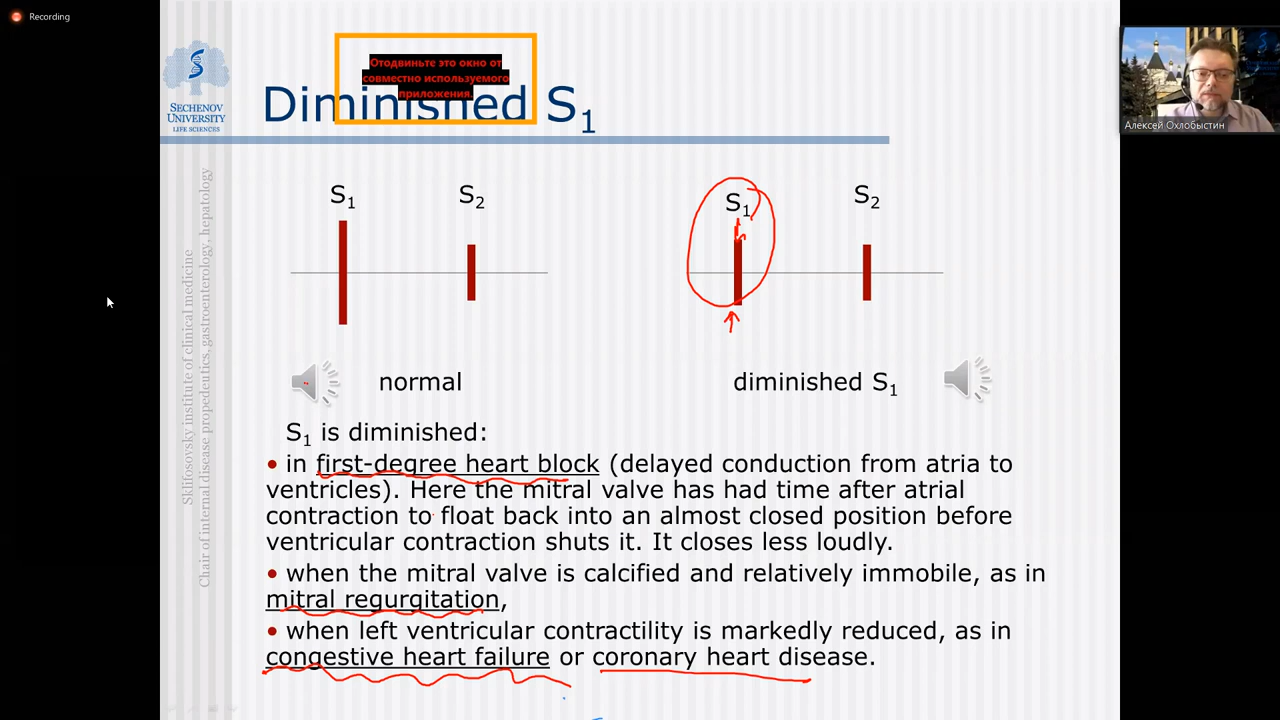 Recording
Отодвиньте это окно от
совместно используемого
приложения.
Diminished S₁
SECHENOV
UNIVERSITY
LIFE SCIENCES
Алексей Охлобыстин
Sklifosovsky institute of clinical medicine
Chair of internal disease propedeutics, gastroenterology, hepatology
S₁ S₂ S₁ S₂
normal diminished S₁
S₁ is diminished:
• in first-degree heart block (delayed conduction from atria to
ventricles). Here the mitral valve has had time after atrial
contraction to float back into an almost closed position before
ventricular contraction shuts it. It closes less loudly.
• when the mitral valve is calcified and relatively immobile, as in
mitral regurgitation,
• when left ventricular contractility is markedly reduced, as in
congestive heart failure or coronary heart disease.